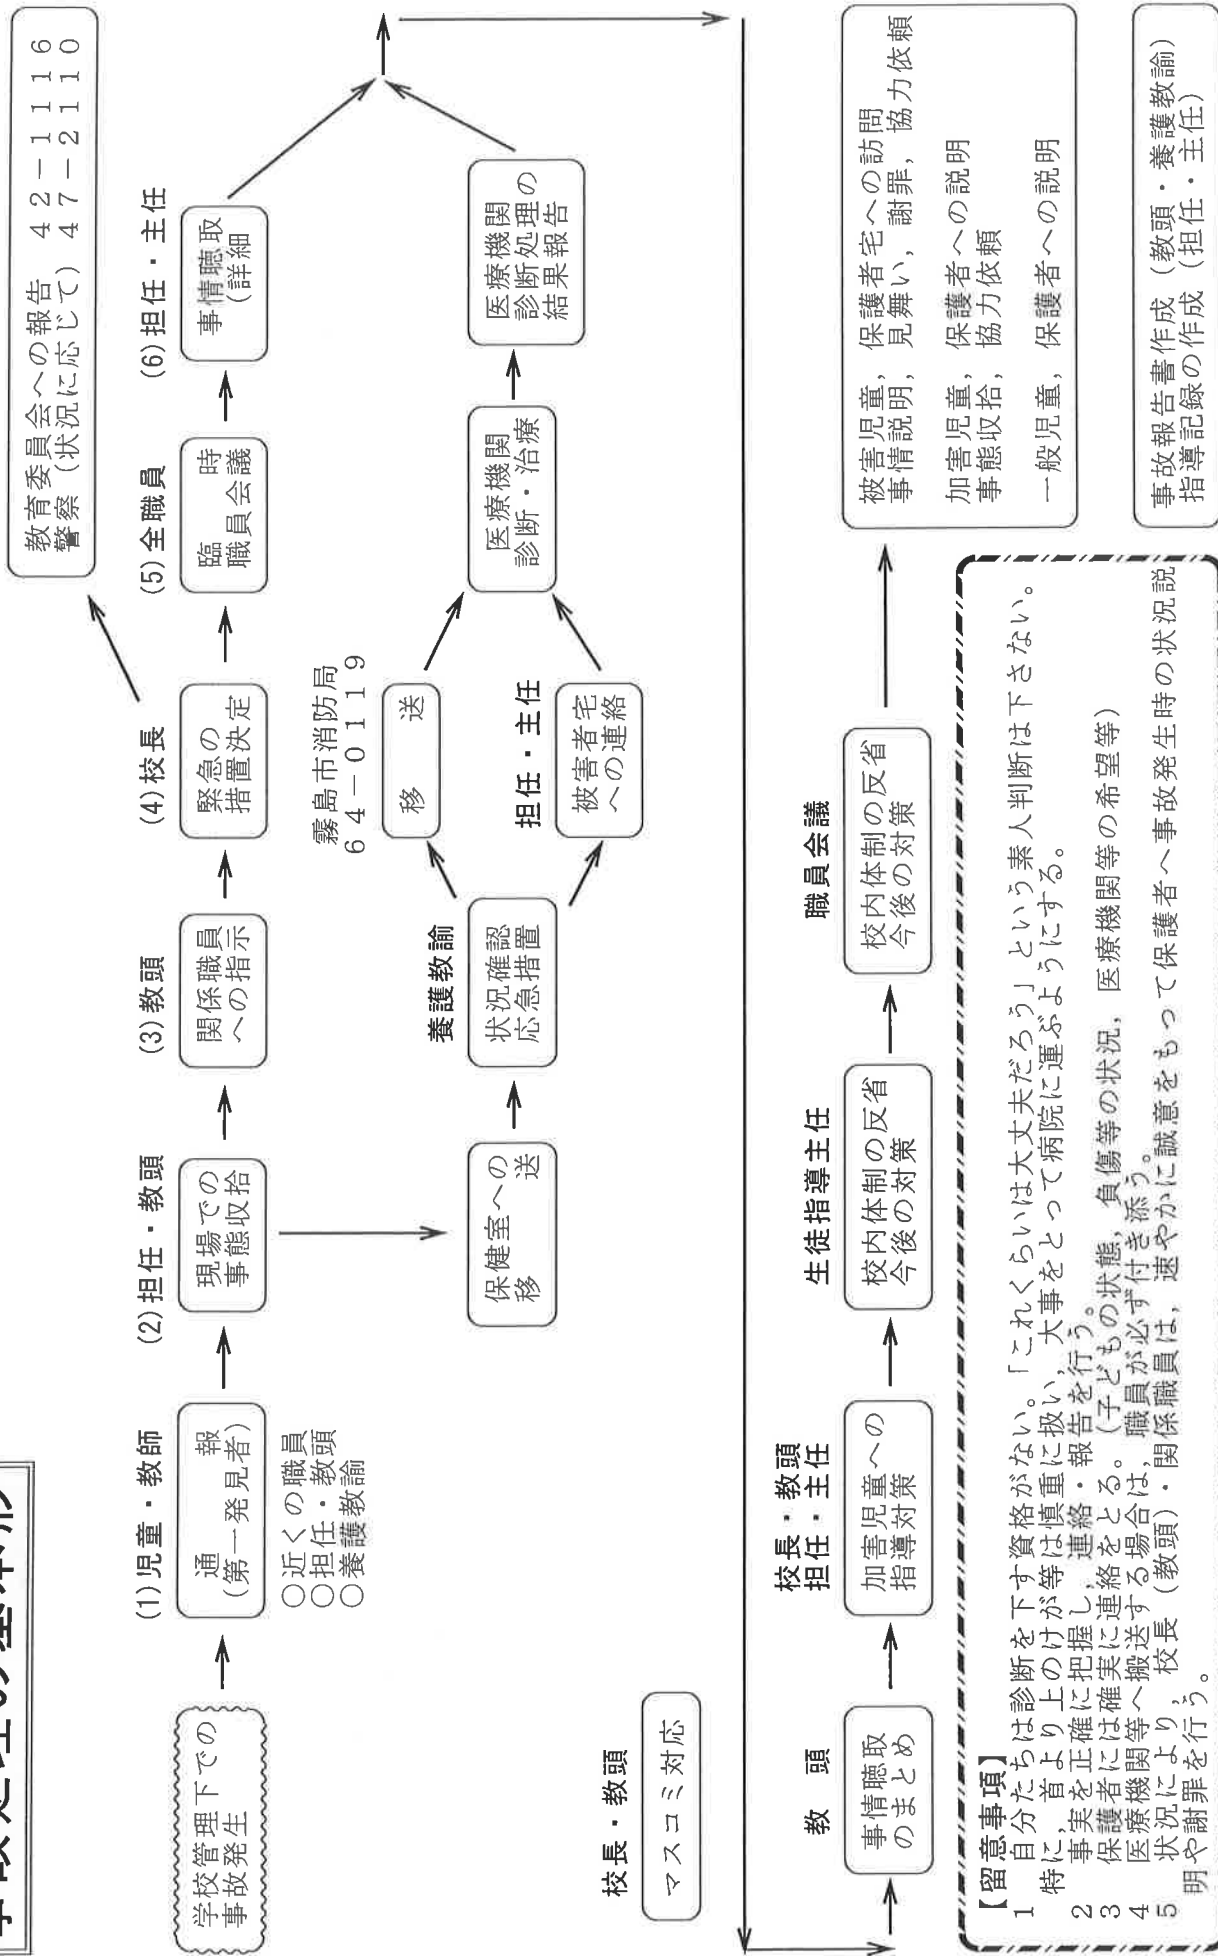 事故処理の基本形
教育委員会への報告 42-1116
警察(状況に応じて) 47-2110
(1)児童・教師
(2)担任・教頭
(3)教頭
(4)校長
(5)全職員
(6)担任・主任
学校管理下での
事故発生
通 報
(第一発見者)
現場での
事態収拾
関係職員
への指示
緊急の
措置決定
臨 時
職員会議
事情聴取
(詳細
○近くの職員
○担任・教頭
○養護教諭
霧島市消防局
64-0119
養護教諭
移 送
保健室への
移 送
状況確認
応急措置
担任・主任
被害者宅
への連絡
医療機関
診断・治療
医療機関の
診断処理の
結果報告
校長・教頭
マスコミ対応
教 頭
事情聴取
のまとめ
校長・教頭
担任・主任
加害児童への
指導対策
生徒指導主任
校内体制の反省
今後の対策
職員会議
校内体制の反省
今後の対策
被害児童,保護者宅への訪問
事情説明,見舞い,謝罪,協力依頼
加害児童,保護者への説明
事態収拾,協力依頼
一般児童,保護者への説明
事故報告書作成(教頭・養護教諭)
指導記録の作成(担任・主任)
【留意事項】
1 自分たちは診断を下す資格がない。「これくらいは大丈夫だろう」という素人判断は下さない。
特に,首より上のけが等は慎重に扱い,大事をとって病院に運ぶようにする。
2 事実を正確に把握し,連絡・報告を行う。
3 保護者には確実に連絡をとる。(子どもの状態,負傷等の状況,医療機関等の希望等)
4 医療機関等へ搬送する場合は,職員が必ず付き添う。
5 状況により,校長(教頭)・関係職員は,速やかに誠意をもって保護者へ事故発生時の状況説
明や謝罪を行う。